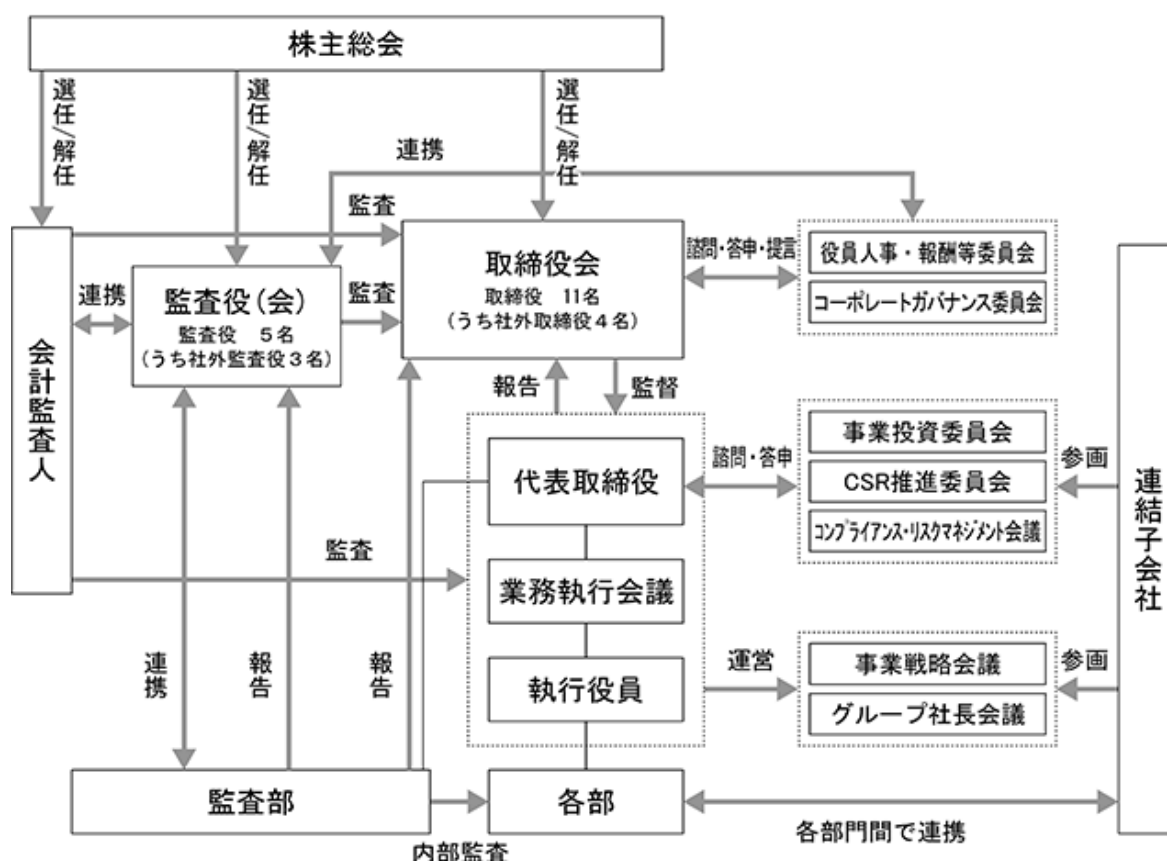 株主総会
選任/解任
選任/解任
選任/解任
連携
監査
取締役会
取締役　11名
(うち社外取締役４名)
諮問・答申・提言
役員人事・報酬等委員会
コーポレートガバナンス委員会
連携
監査役(会)
監査役　５名
(うち社外監査役３名)
監査
会計監査人
報告
監督
代表取締役
諮問・答申
事業投資委員会
CSR推進委員会
コンプライアンス・リスクマネジメント会議
参画
連結子会社
監査
業務執行会議
連携
報告
報告
執行役員
運営
事業戦略会議
グループ社長会議
参画
監査部
各部
内部監査
各部門間で連携